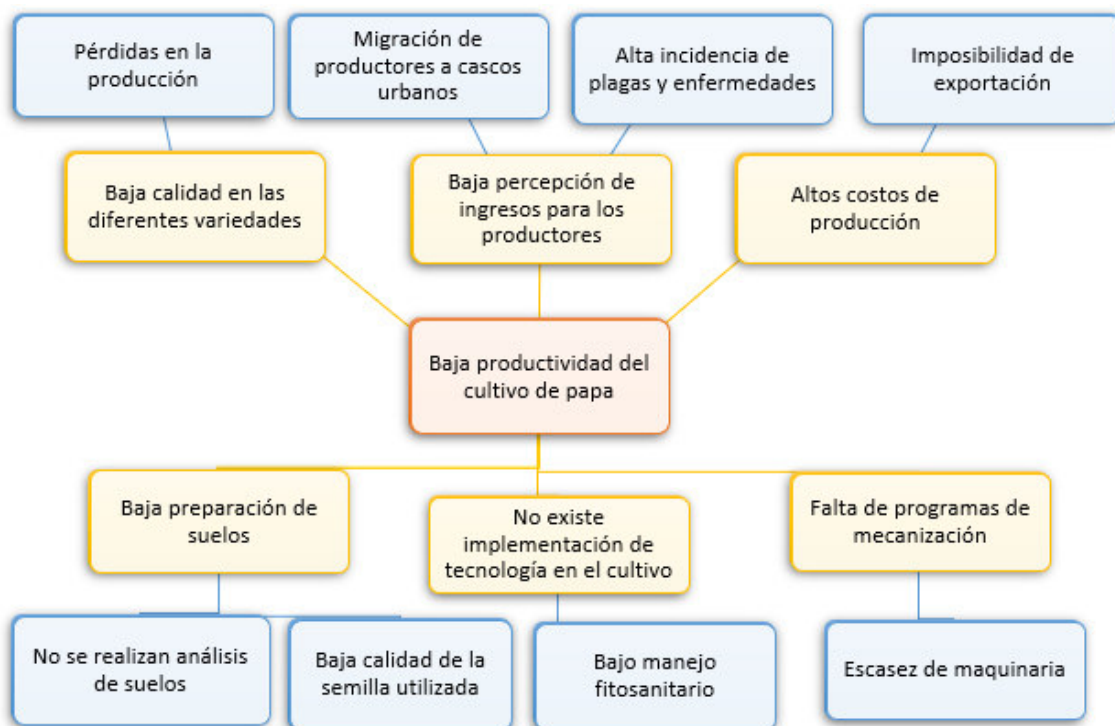 Pérdidas en la
producción
Migración de
productores a cascos
urbanos
Alta incidencia de
plagas y enfermedades
Imposibilidad de
exportación
Baja calidad en las
diferentes variedades
Baja percepción de
ingresos para los
productores
Altos costos de
producción
Baja productividad del
cultivo de papa
Baja preparación de
suelos
No existe
implementación de
tecnología en el cultivo
Falta de programas de
mecanización
No se realizan análisis
de suelos
Baja calidad de la
semilla utilizada
Bajo manejo
fitosanitario
Escasez de maquinaria